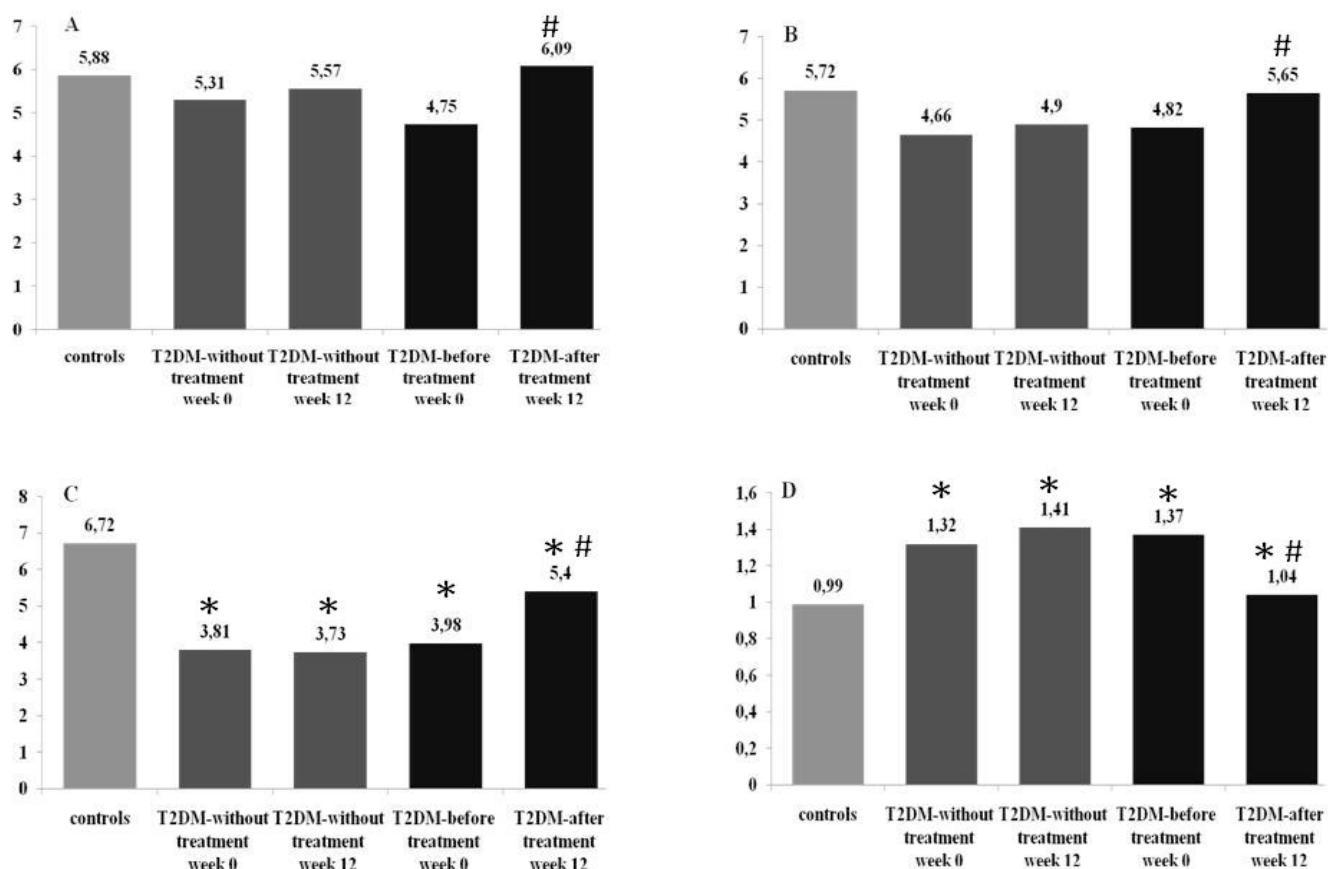 A
7
6
5
4
3
2
1
0
5,88
5,31
5,57
4,75
#
6,09
controls
T2DM-without treatment week 0
T2DM-without treatment week 12
T2DM-before treatment week 0
T2DM-after treatment week 12
B
7
6
5
4
3
2
1
0
5,72
4,66
4,9
4,82
#
5,65
controls
T2DM-without treatment week 0
T2DM-without treatment week 12
T2DM-before treatment week 0
T2DM-after treatment week 12
C
8
7
6
5
4
3
2
1
0
6,72
*
3,81
*
3,73
*
3,98
* #
5,4
controls
T2DM-without treatment week 0
T2DM-without treatment week 12
T2DM-before treatment week 0
T2DM-after treatment week 12
D
1,6
1,4
1,2
1
0,8
0,6
0,4
0,2
0
0,99
*
1,32
*
1,41
*
1,37
* #
1,04
controls
T2DM-without treatment week 0
T2DM-without treatment week 12
T2DM-before treatment week 0
T2DM-after treatment week 12